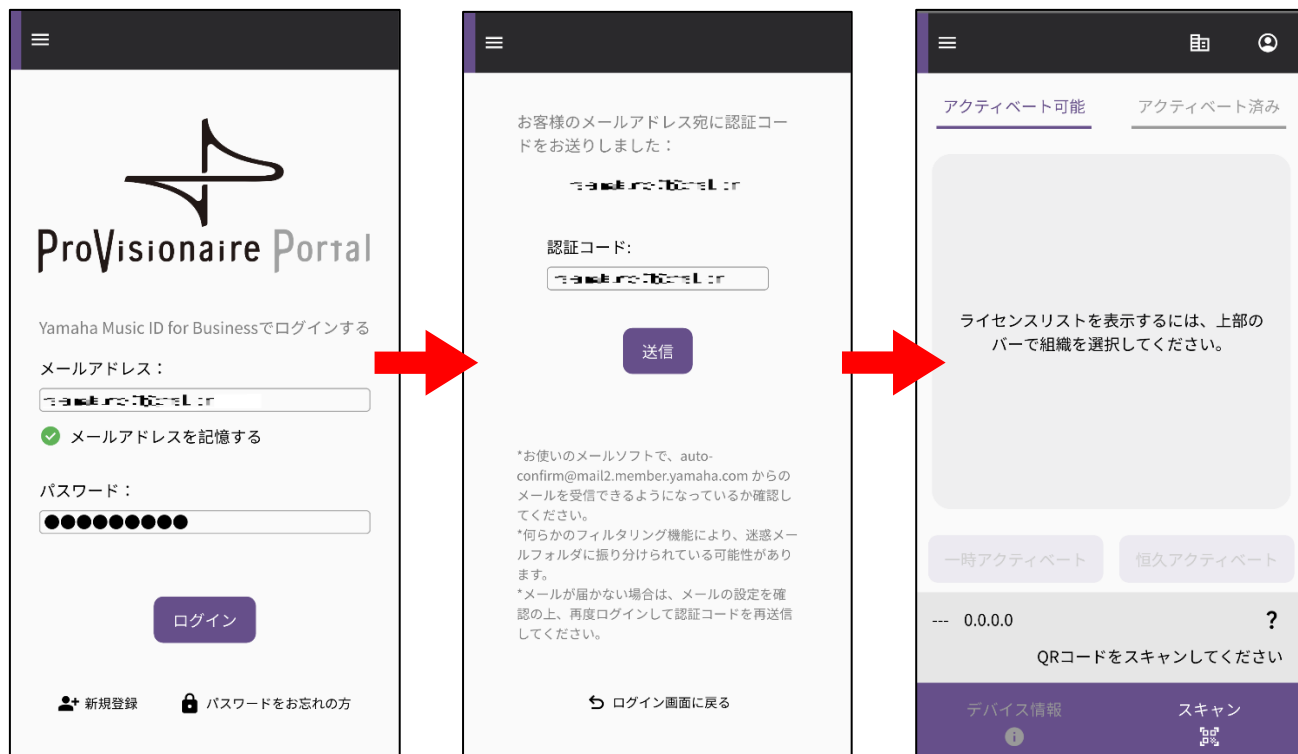 ProVisionaire Portal
Yamaha Music ID for Businessでログインする
メールアドレス：
メールアドレスを記憶する
パスワード：
●●●●●●●●●
ログイン
新規登録
パスワードをお忘れの方
お客様のメールアドレス宛に認証コー
ドをお送りしました：
認証コード:
送信
*お使いのメールソフトで、auto-
confirm@mail2.member.yamaha.com からの
メールを受信できるようになっているか確認し
てください。
*何らかのフィルタリング機能により、迷惑メー
ルフォルダに振り分けられている可能性があり
ます。
*メールが届かない場合は、メールの設定を確
認の上、再度ログインして認証コードを再送信
してください。
ログイン画面に戻る
アクティベート可能
アクティベート済み
ライセンスリストを表示するには、上部の
バーで組織を選択してください。
一時アクティベート
恒久アクティベート
--- 0.0.0.0
?
QRコードをスキャンしてください
デバイス情報
スキャン